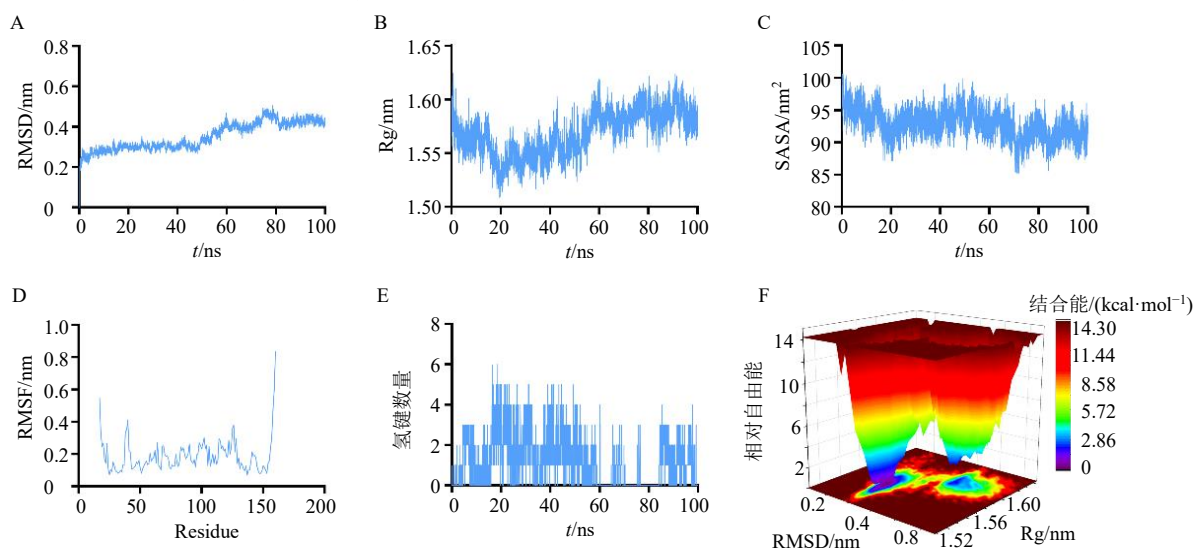 A
RMSD/nm
0.8
0.6
0.4
0.2
0
0 20 40 60 80 100
t/ns
B
Rg/nm
1.65
1.60
1.55
1.50
0 20 40 60 80 100
t/ns
C
SASA/nm²
105
100
95
90
85
80
0 20 40 60 80 100
t/ns
D
RMSF/nm
1.0
0.8
0.6
0.4
0.2
0
0 50 100 150 200
Residue
E
氢键数量
8
6
4
2
0
0 20 40 60 80 100
t/ns
F
结合能/(kcal·mol⁻¹)
14.30
11.44
8.58
5.72
2.86
0
相对自由能
14
10
6
2
0.2 0.4 0.8
RMSD/nm
1.52 1.56 1.60
Rg/nm